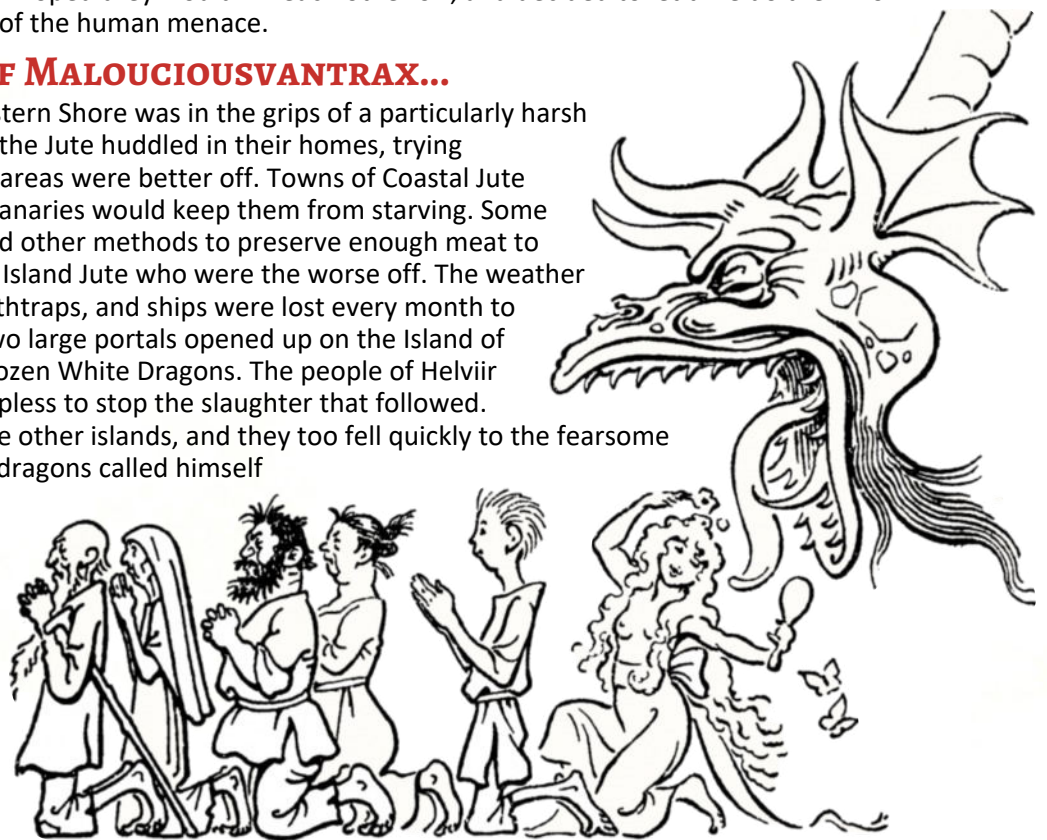 of the human menace.
F MALOUCIOUSVANTRAX...
stern Shore was in the grips of a particularly harsh
the Jute huddled in their homes, trying
areas were better off. Towns of Coastal Jute
anaries would keep them from starving. Some
d other methods to preserve enough meat to
Island Jute who were the worse off. The weather
thtraps, and ships were lost every month to
vo large portals opened up on the Island of
ozen White Dragons. The people of Helviir
pless to stop the slaughter that followed.
e other islands, and they too fell quickly to the fearsome
dragons called himself